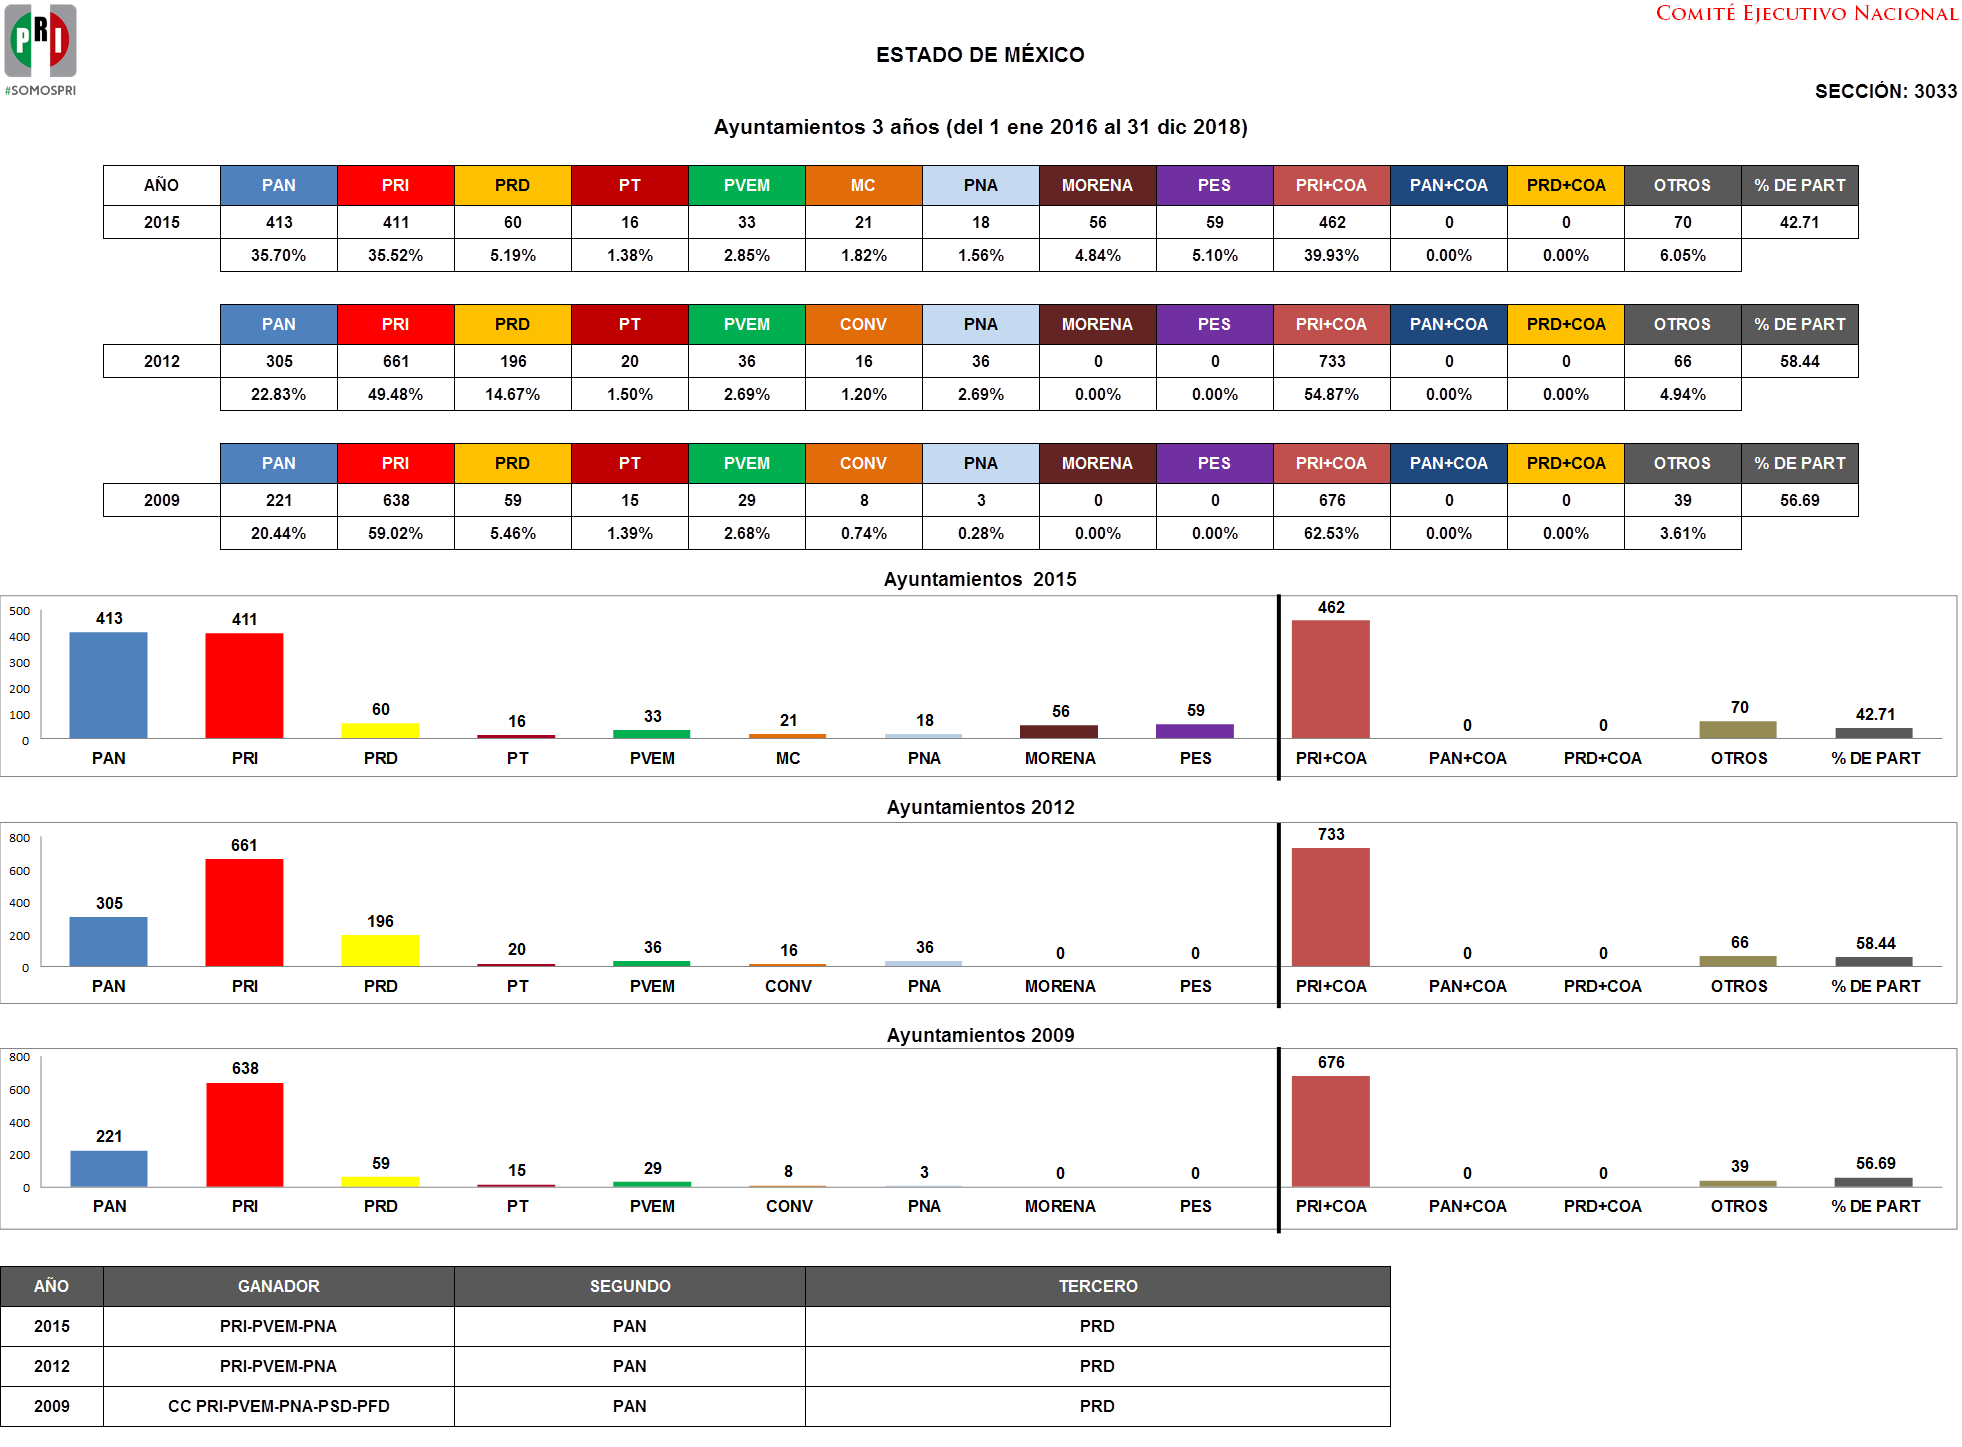 PRI
#SOMOSPRI
COMITÉ EJECUTIVO NACIONAL
ESTADO DE MÉXICO
SECCIÓN: 3033
Ayuntamientos 3 años (del 1 ene 2016 al 31 dic 2018)
AÑO PAN PRI PRD PT PVEM MC PNA MORENA PES PRI+COA PAN+COA PRD+COA OTROS % DE PART
2015 413 411 60 16 33 21 18 56 59 462 0 0 70 42.71
35.70% 35.52% 5.19% 1.38% 2.85% 1.82% 1.56% 4.84% 5.10% 39.93% 0.00% 0.00% 6.05%
PAN PRI PRD PT PVEM CONV PNA MORENA PES PRI+COA PAN+COA PRD+COA OTROS % DE PART
2012 305 661 196 20 36 16 36 0 0 733 0 0 66 58.44
22.83% 49.48% 14.67% 1.50% 2.69% 1.20% 2.69% 0.00% 0.00% 54.87% 0.00% 0.00% 4.94%
PAN PRI PRD PT PVEM CONV PNA MORENA PES PRI+COA PAN+COA PRD+COA OTROS % DE PART
2009 221 638 59 15 29 8 3 0 0 676 0 0 39 56.69
20.44% 59.02% 5.46% 1.39% 2.68% 0.74% 0.28% 0.00% 0.00% 62.53% 0.00% 0.00% 3.61%
Ayuntamientos 2015
500
400
300
200
100
0
413 411 60 16 33 21 18 56 59 462 0 0 70 42.71
PAN PRI PRD PT PVEM MC PNA MORENA PES PRI+COA PAN+COA PRD+COA OTROS % DE PART
Ayuntamientos 2012
800
600
400
200
0
305 661 196 20 36 16 36 0 0 733 0 0 66 58.44
PAN PRI PRD PT PVEM CONV PNA MORENA PES PRI+COA PAN+COA PRD+COA OTROS % DE PART
Ayuntamientos 2009
800
600
400
200
0
221 638 59 15 29 8 3 0 0 676 0 0 39 56.69
PAN PRI PRD PT PVEM CONV PNA MORENA PES PRI+COA PAN+COA PRD+COA OTROS % DE PART
AÑO GANADOR SEGUNDO TERCERO
2015 PRI-PVEM-PNA PAN PRD
2012 PRI-PVEM-PNA PAN PRD
2009 CC PRI-PVEM-PNA-PSD-PFD PAN PRD